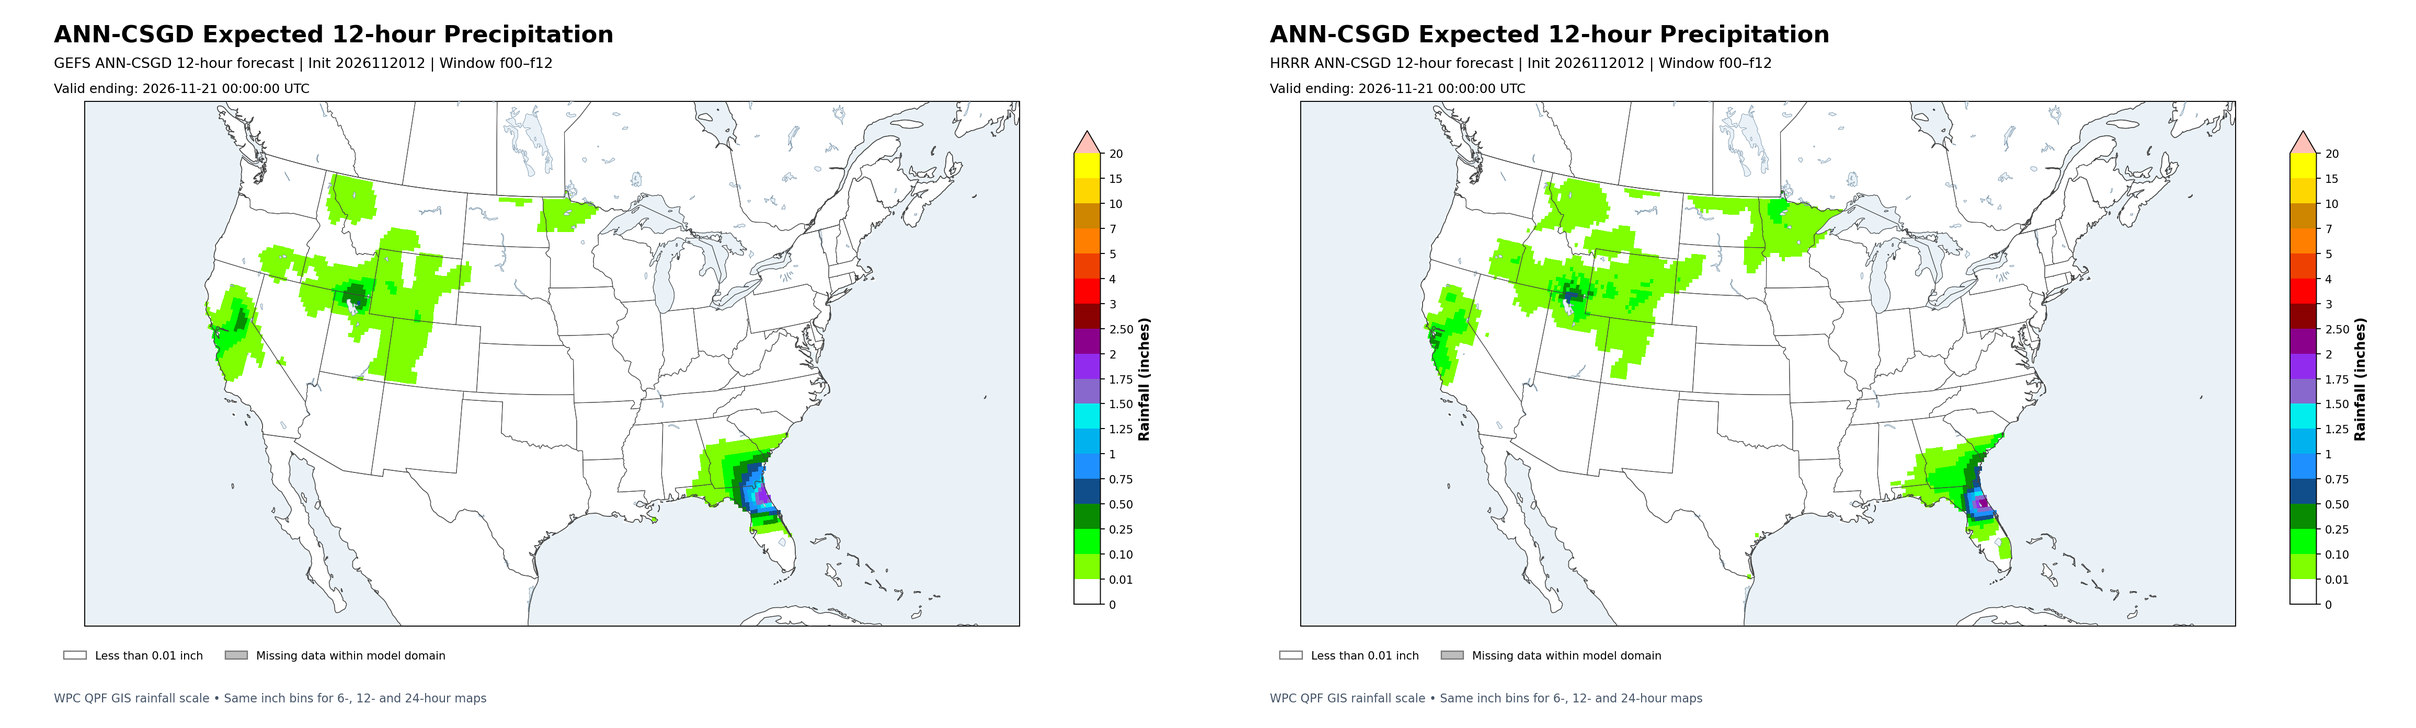 ANN-CSGD Expected 12-hour Precipitation
GEFS ANN-CSGD 12-hour forecast | Init 2026112012 | Window f00–f12
Valid ending: 2026-11-21 00:00:00 UTC
20
15
10
7
5
4
3
2.50
2
1.75
1.50
1.25
1
0.75
0.50
0.25
0.10
0.01
0
Rainfall (inches)
Less than 0.01 inch
Missing data within model domain
WPC QPF GIS rainfall scale • Same inch bins for 6-, 12- and 24-hour maps
ANN-CSGD Expected 12-hour Precipitation
HRRR ANN-CSGD 12-hour forecast | Init 2026112012 | Window f00–f12
Valid ending: 2026-11-21 00:00:00 UTC
20
15
10
7
5
4
3
2.50
2
1.75
1.50
1.25
1
0.75
0.50
0.25
0.10
0.01
0
Rainfall (inches)
Less than 0.01 inch
Missing data within model domain
WPC QPF GIS rainfall scale • Same inch bins for 6-, 12- and 24-hour maps